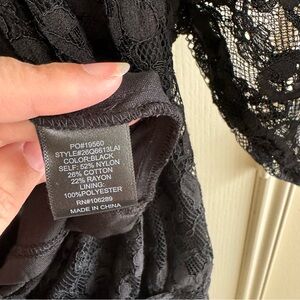 PO#19560
STYLE#26Q6613LAI
COLOR:BLACK
SELF: 52% NYLON
26% COTTON
22% RAYON
LINING:
100%POLYESTER
RN#106289
MADE IN CHINA